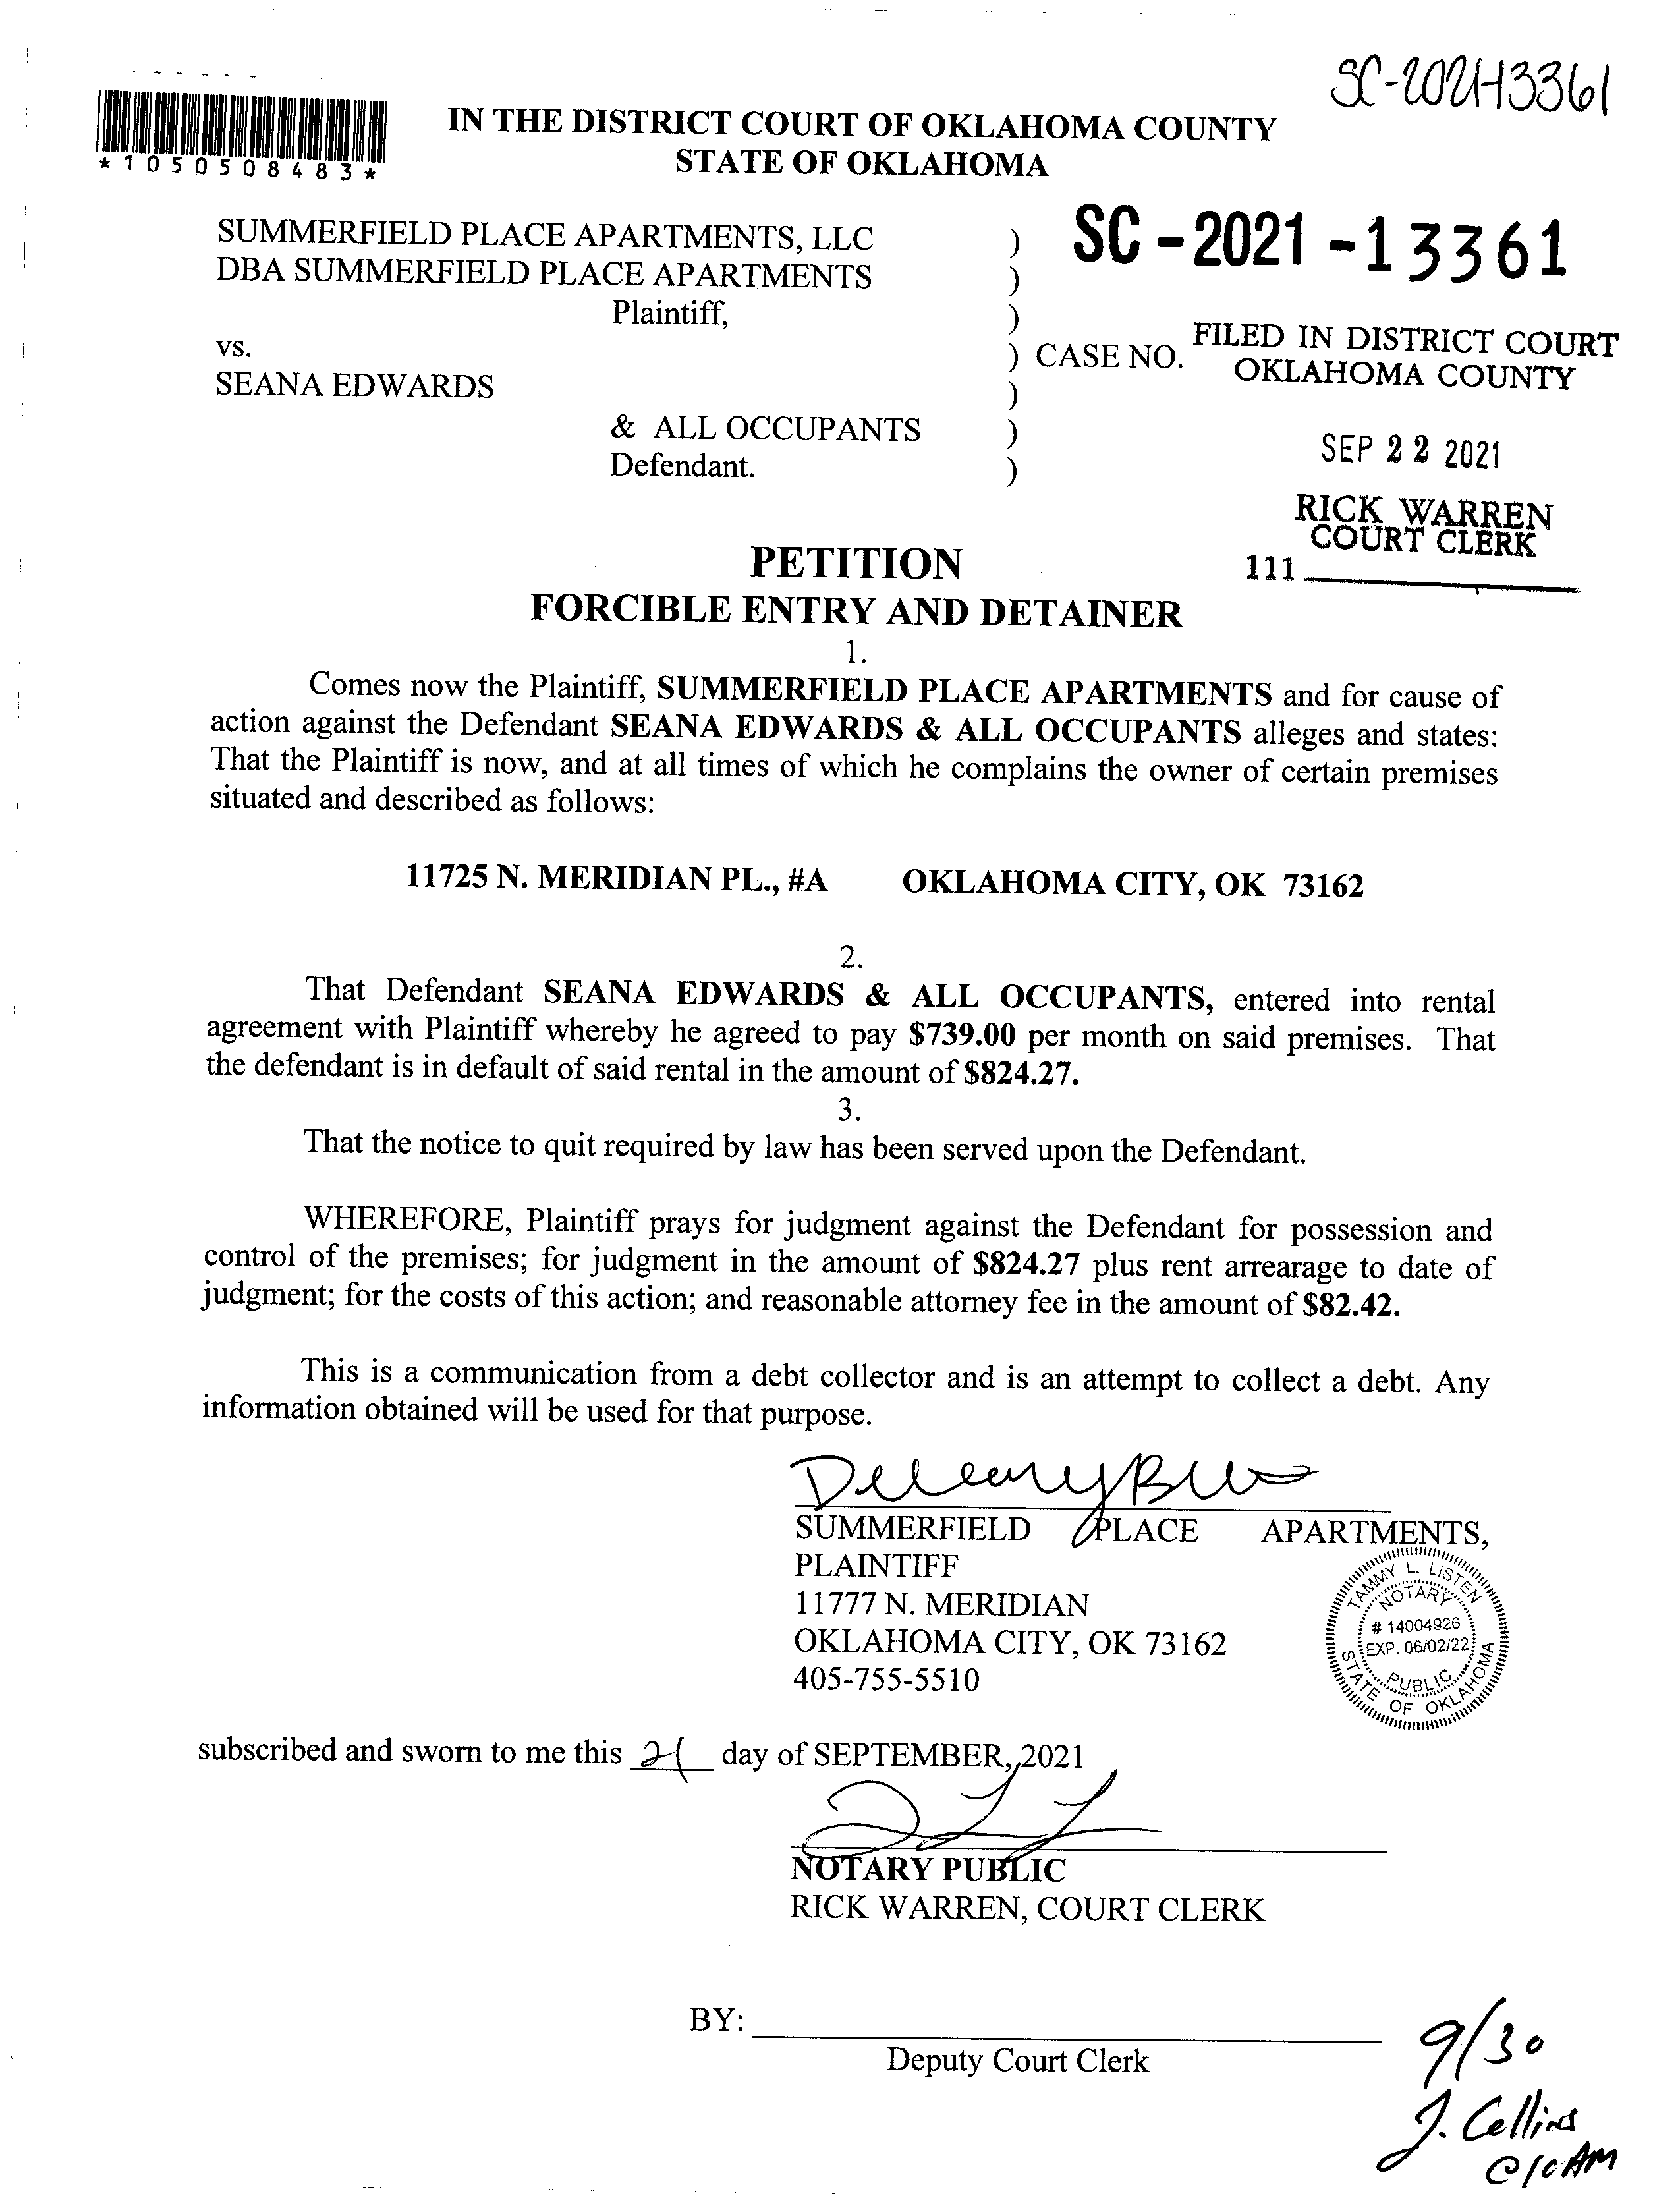 SC-2021-13361
*1050508483*
IN THE DISTRICT COURT OF OKLAHOMA COUNTY
STATE OF OKLAHOMA
SUMMERFIELD PLACE APARTMENTS, LLC )
DBA SUMMERFIELD PLACE APARTMENTS )
Plaintiff, )
SC-2021-13361
vs. ) CASE NO.
SEANA EDWARDS )
& ALL OCCUPANTS )
Defendant. )
FILED IN DISTRICT COURT
OKLAHOMA COUNTY
SEP 22 2021
RICK WARREN
COURT CLERK
111
PETITION
FORCIBLE ENTRY AND DETAINER
1.
Comes now the Plaintiff, SUMMERFIELD PLACE APARTMENTS and for cause of
action against the Defendant SEANA EDWARDS & ALL OCCUPANTS alleges and states:
That the Plaintiff is now, and at all times of which he complains the owner of certain premises
situated and described as follows:
11725 N. MERIDIAN PL., #A OKLAHOMA CITY, OK 73162
2.
That Defendant SEANA EDWARDS & ALL OCCUPANTS, entered into rental
agreement with Plaintiff whereby he agreed to pay $739.00 per month on said premises. That
the defendant is in default of said rental in the amount of $824.27.
3.
That the notice to quit required by law has been served upon the Defendant.
WHEREFORE, Plaintiff prays for judgment against the Defendant for possession and
control of the premises; for judgment in the amount of $824.27 plus rent arrearage to date of
judgment; for the costs of this action; and reasonable attorney fee in the amount of $82.42.
This is a communication from a debt collector and is an attempt to collect a debt. Any
information obtained will be used for that purpose.
SUMMERFIELD PLACE APARTMENTS,
PLAINTIFF
11777 N. MERIDIAN
OKLAHOMA CITY, OK 73162
405-755-5510
TAMMY L. LISTEN
NOTARY
# 14004926
EXP. 06/02/22
PUBLIC
STATE OF OKLAHOMA
subscribed and sworn to me this 21 day of SEPTEMBER, 2021
NOTARY PUBLIC
RICK WARREN, COURT CLERK
BY:
Deputy Court Clerk
9/30
J. Collins
@10AM